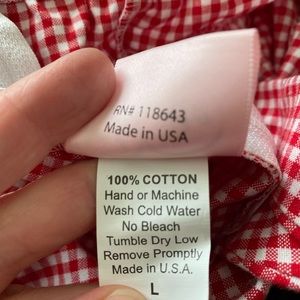 RN# 118643
Made in USA
100% COTTON
Hand or Machine
Wash Cold Water
No Bleach
Tumble Dry Low
Remove Promptly
Made in U.S.A.
L